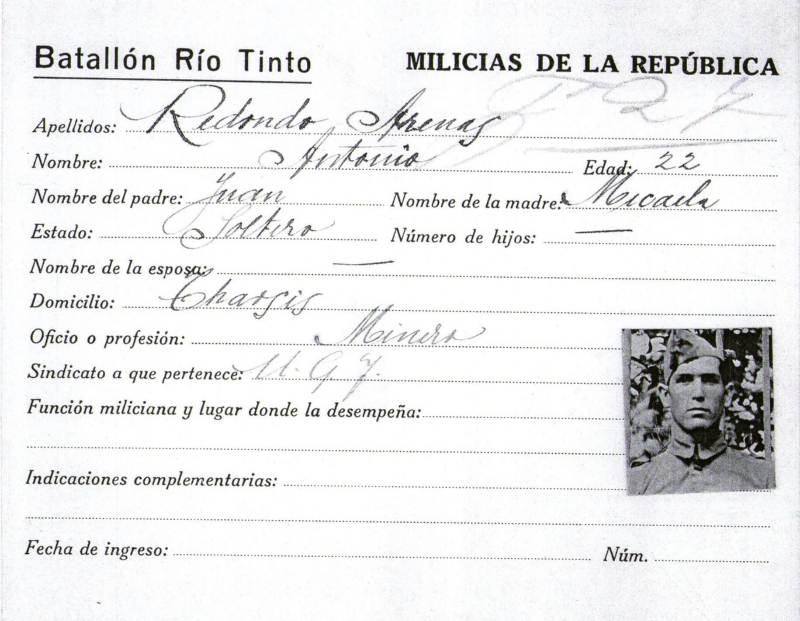 Batallón Río Tinto MILICIAS DE LA REPÚBLICA
Apellidos: Redondo Arenas
Nombre: Antonio Edad: 22
Nombre del padre: Juan Nombre de la madre: Micaela
Estado: Soltero Número de hijos: —
Nombre de la esposa: —
Domicilio: Tharsis
Oficio o profesión: Minero
Sindicato a que pertenece: U. G. T.
Función miliciana y lugar donde la desempeña:
Indicaciones complementarias:
Fecha de ingreso: Núm.